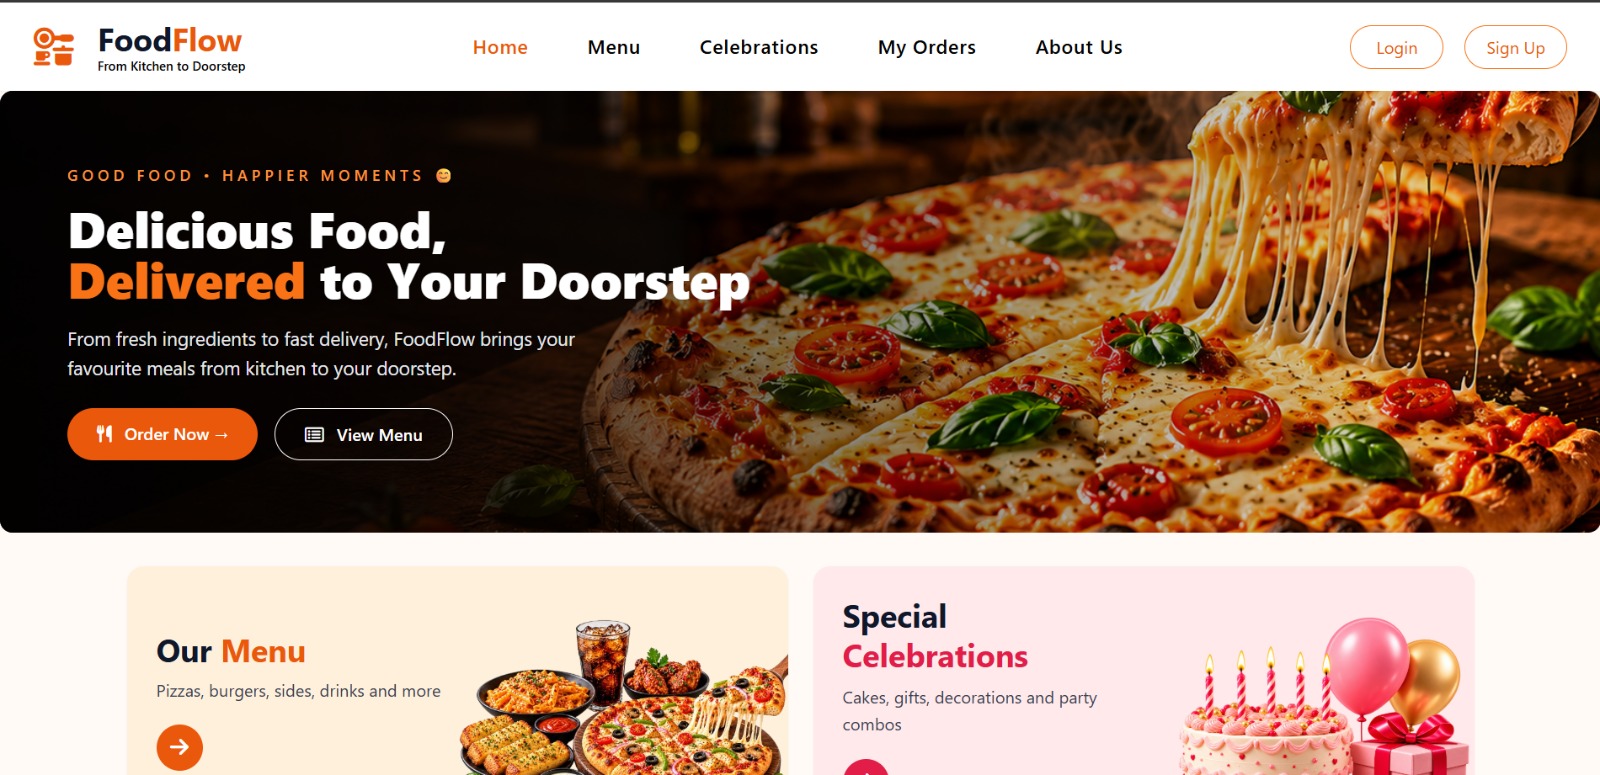 FoodFlow
From Kitchen to Doorstep
Home
Menu
Celebrations
My Orders
About Us
Login
Sign Up
GOOD FOOD • HAPPIER MOMENTS 😊
Delicious Food,
Delivered to Your Doorstep
From fresh ingredients to fast delivery, FoodFlow brings your
favourite meals from kitchen to your doorstep.
Order Now →
View Menu
Our Menu
Pizzas, burgers, sides, drinks and more
Special
Celebrations
Cakes, gifts, decorations and party
combos